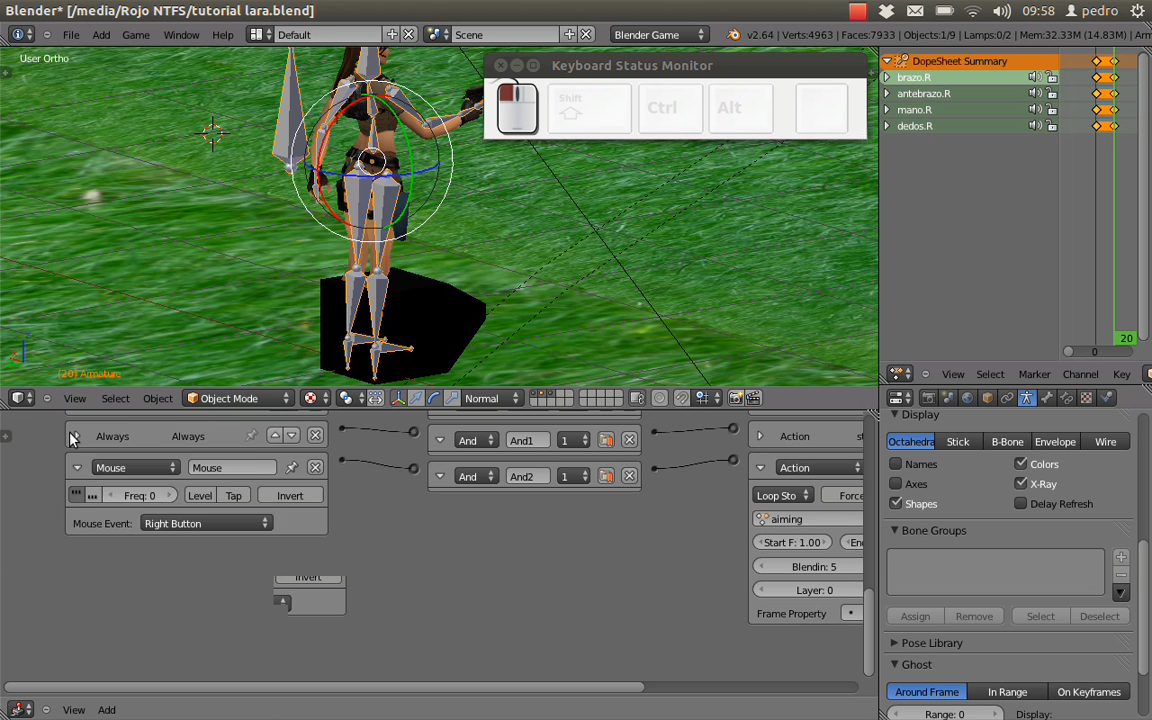 Blender* [/media/Rojo NTFS/tutorial lara.blend]
09:58 pedro
File Add Game Window Help Default Scene Blender Game v2.64 | Verts:4963 | Faces:7933 | Objects:1/9 | Lamps:0/2 | Mem:32.33M (14.83M) | Armature
User Ortho
Keyboard Status Monitor
Shift Ctrl Alt
DopeSheet Summary
brazo.R
antebrazo.R
mano.R
dedos.R
20
0
View Select Marker Channel Key
(20) Armature
View Select Object Object Mode Normal
Display
Octahedra Stick B-Bone Envelope Wire
Names Colors
Axes X-Ray
Shapes Delay Refresh
Bone Groups
Assign Remove Select Deselect
Pose Library
Ghost
Around Frame In Range On Keyframes
Range: 0 Display:
Always Always And And1 1 Action
Mouse Mouse And And2 1 Action
Freq: 0 Level Tap Invert Loop Sto Force
Mouse Event: Right Button aiming
Start F: 1.00
Blendin: 5
Invert
Layer: 0
Frame Property
View Add